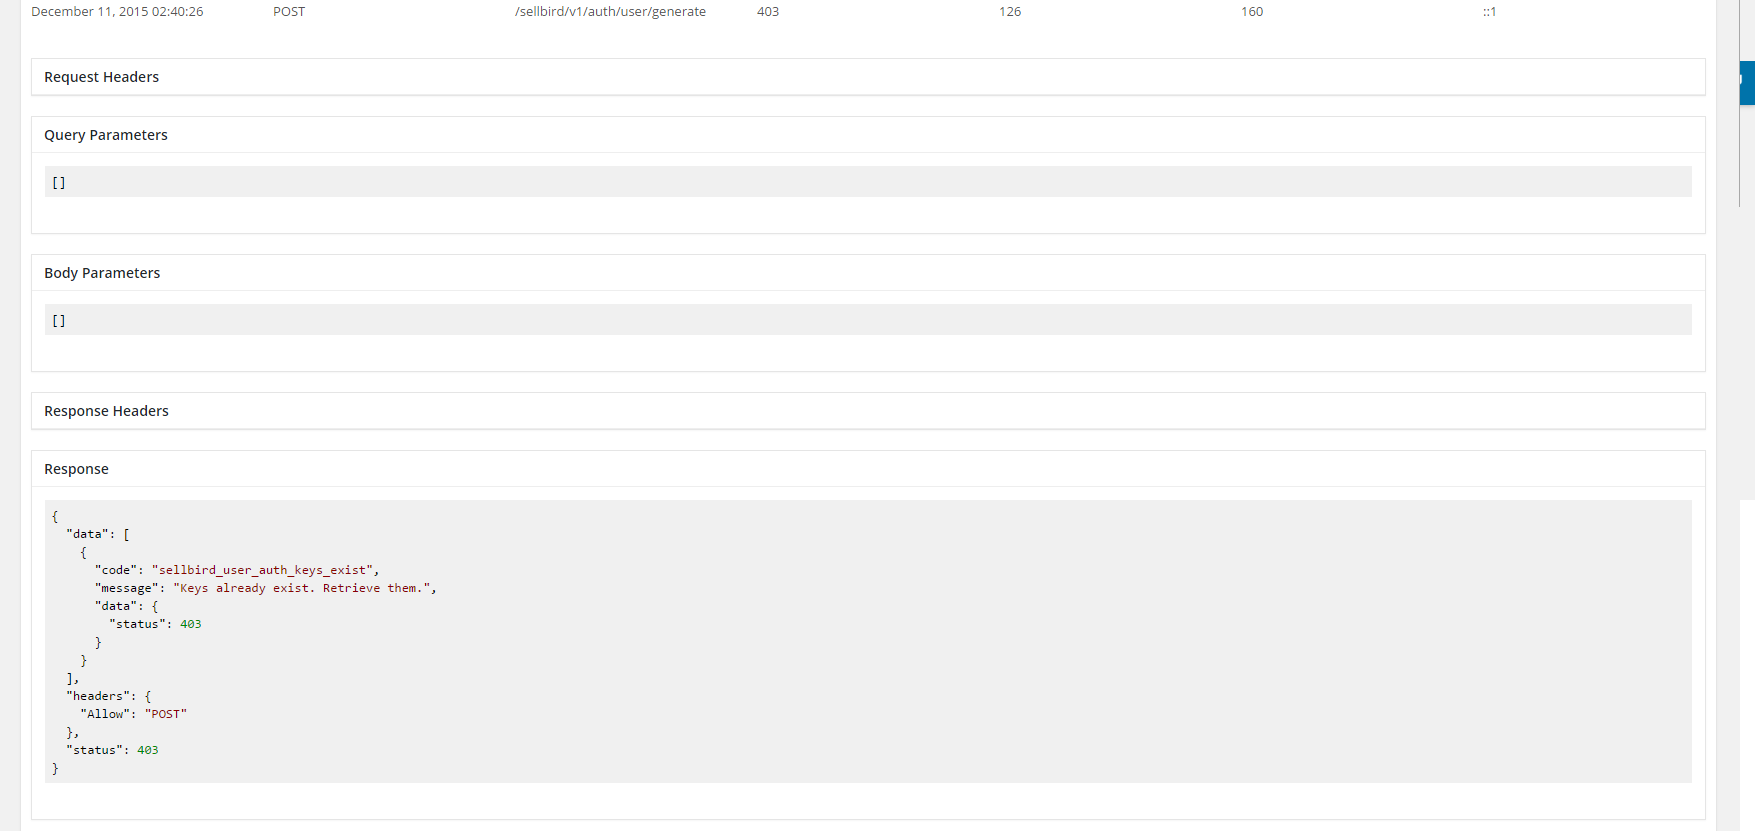 December 11, 2015 02:40:26 POST /sellbird/v1/auth/user/generate 403 126 160 ::1
Request Headers
Query Parameters
[]
Body Parameters
[]
Response Headers
Response
{
  "data": [
    {
      "code": "sellbird_user_auth_keys_exist",
      "message": "Keys already exist. Retrieve them.",
      "data": {
        "status": 403
      }
    }
  ],
  "headers": {
    "Allow": "POST"
  },
  "status": 403
}